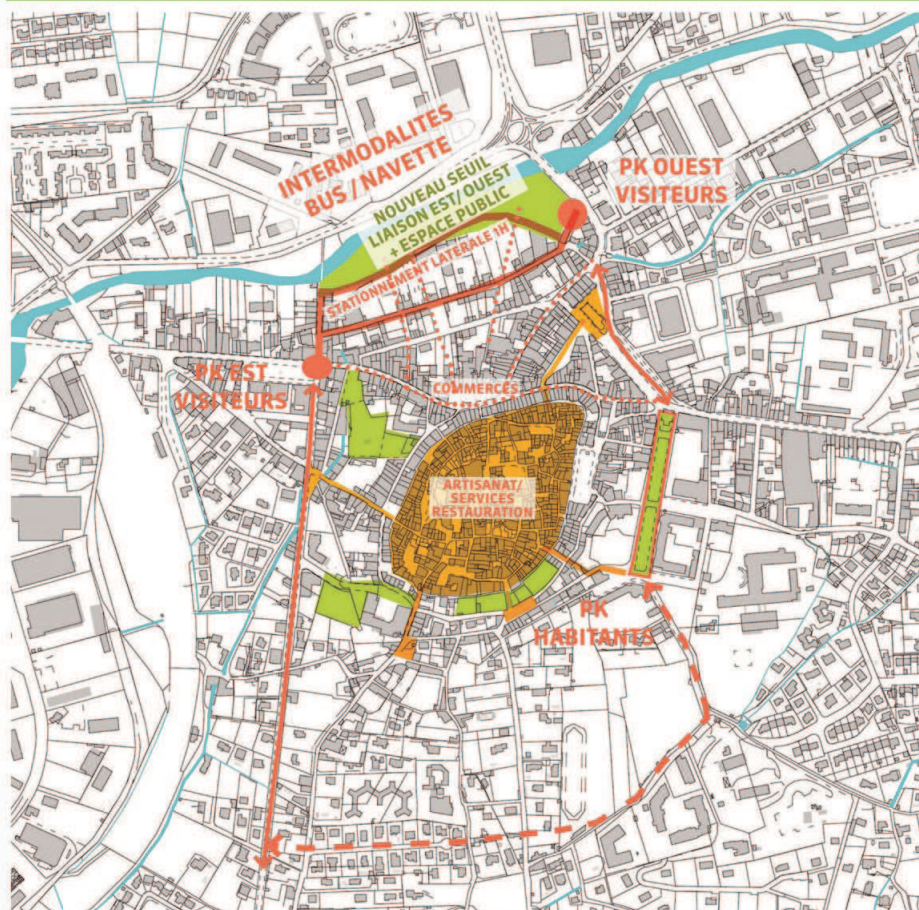 INTERMODALITES
BUS / NAVETTE
PK OUEST
VISITEURS
NOUVEAU SEUIL
LIAISON EST/ OUEST
+ ESPACE PUBLIC
STATIONNEMENT LATERALE 1H
PK EST
VISITEURS
COMMERCES
ARTISANAT/
SERVICES
RESTAURATION
PK
HABITANTS